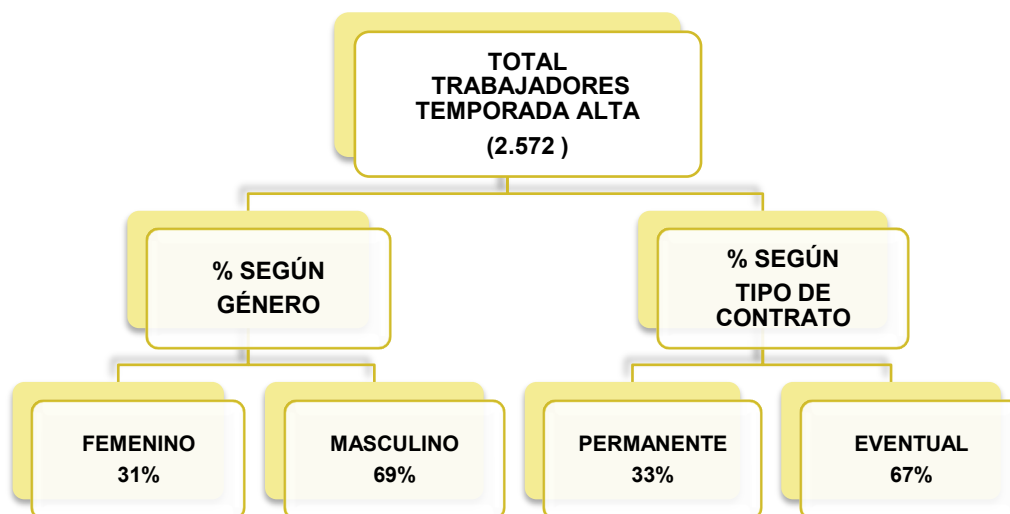 TOTAL
TRABAJADORES
TEMPORADA ALTA
(2.572 )
% SEGÚN
GÉNERO
% SEGÚN
TIPO DE
CONTRATO
FEMENINO
31%
MASCULINO
69%
PERMANENTE
33%
EVENTUAL
67%